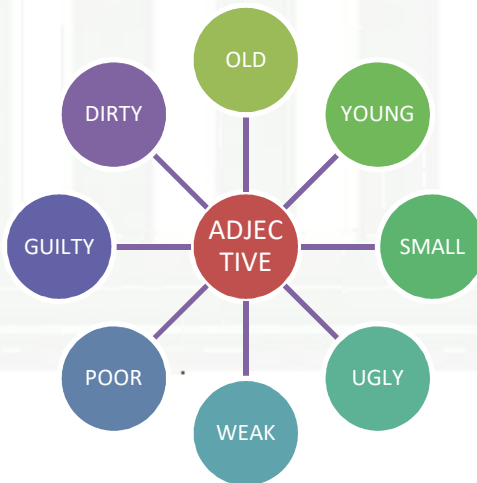 OLD
DIRTY
YOUNG
GUILTY
ADJEC
TIVE
SMALL
POOR
UGLY
WEAK